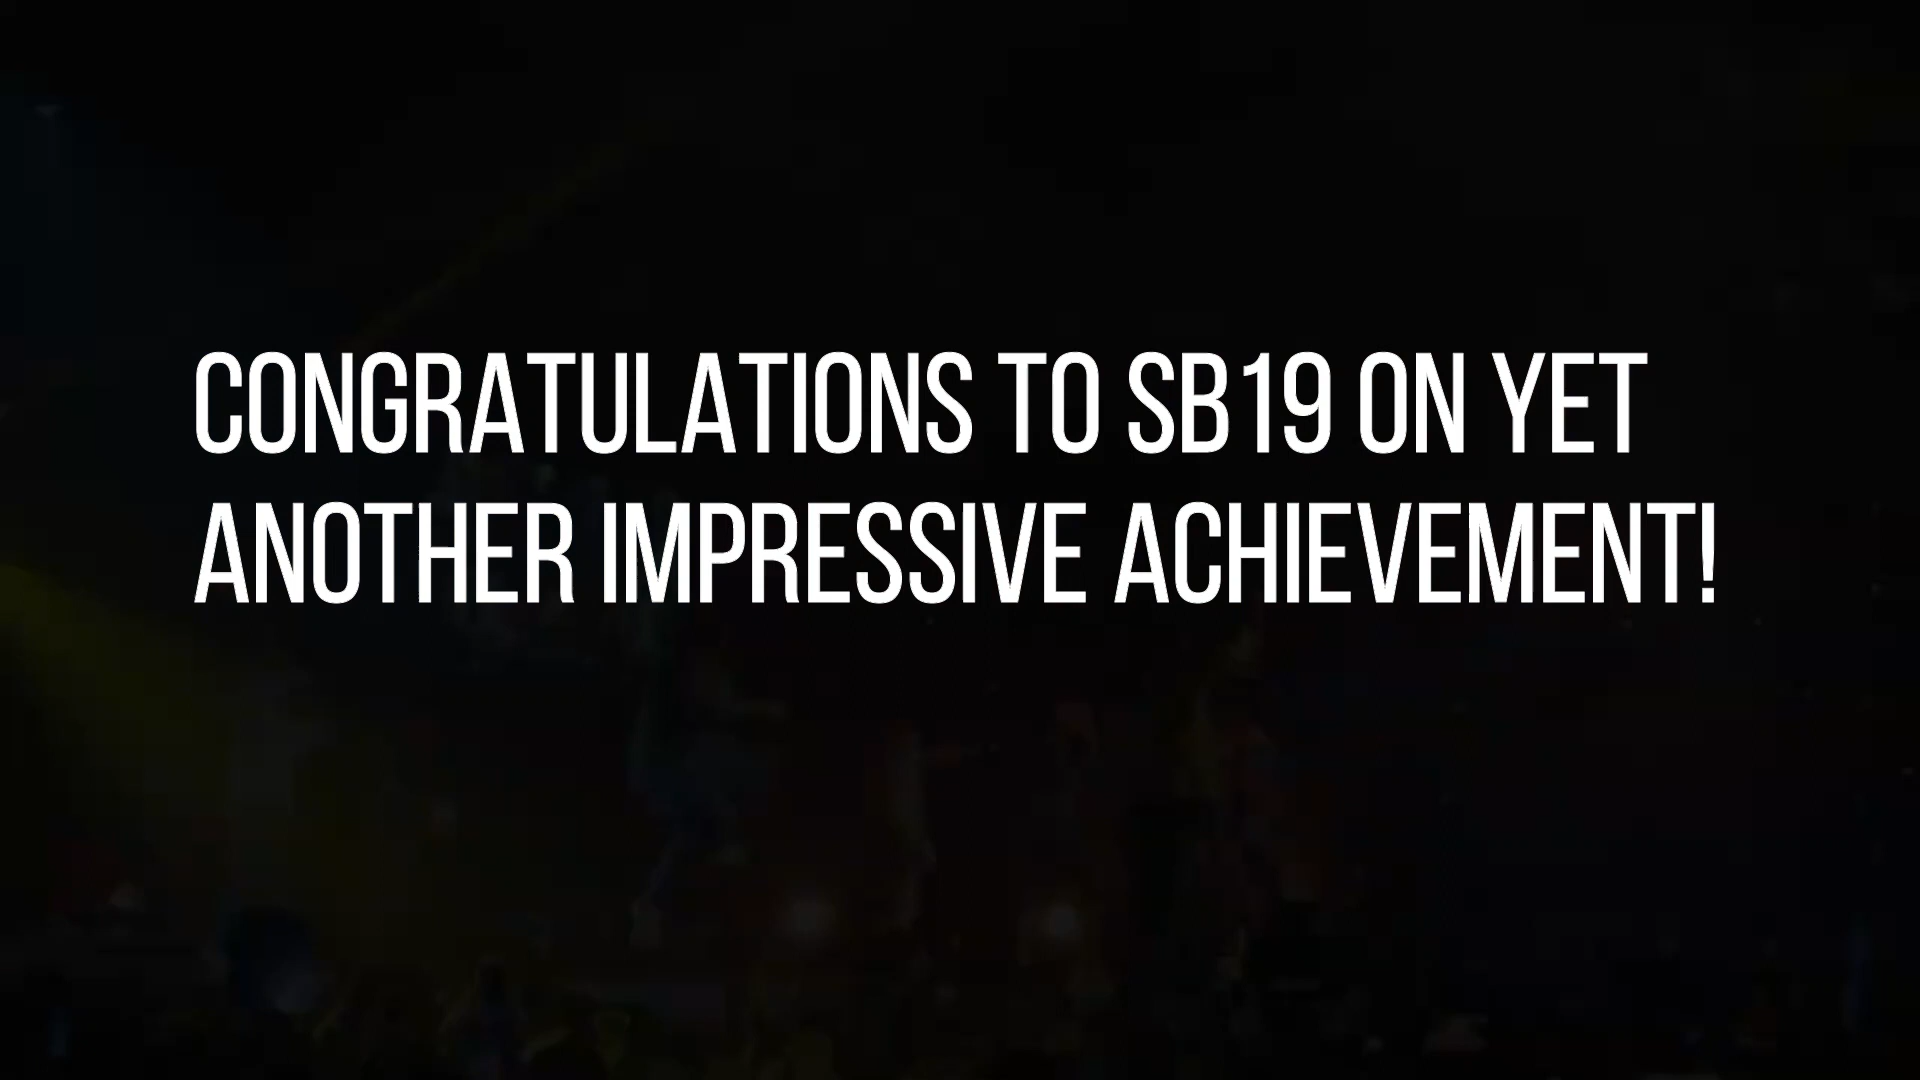 CONGRATULATIONS TO SB19 ON YET
ANOTHER IMPRESSIVE ACHIEVEMENT!